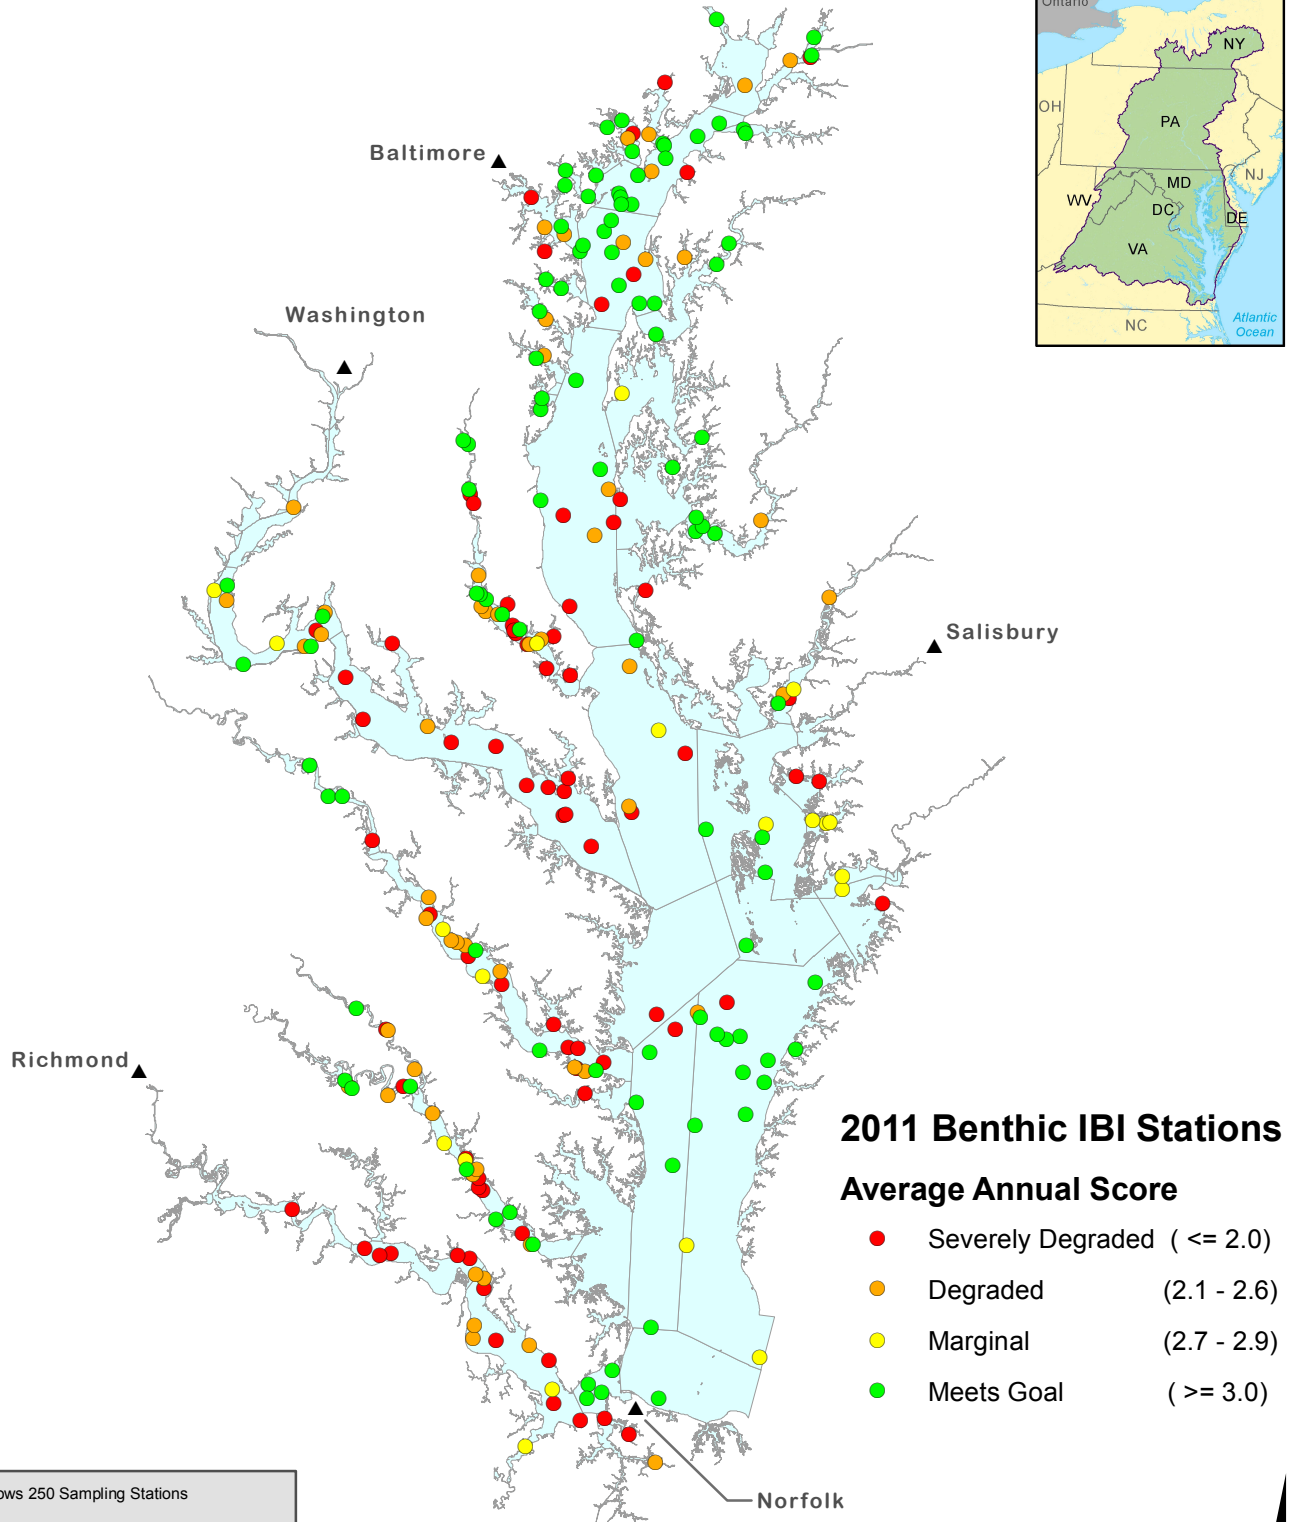 Ontario
NY
OH
PA
NJ
WV
MD
DC
DE
VA
NC
Atlantic
Ocean
Baltimore
Washington
Salisbury
Richmond
2011 Benthic IBI Stations
Average Annual Score
Severely Degraded ( <= 2.0)
Degraded (2.1 - 2.6)
Marginal (2.7 - 2.9)
Meets Goal ( >= 3.0)
250 Sampling Stations
Norfolk